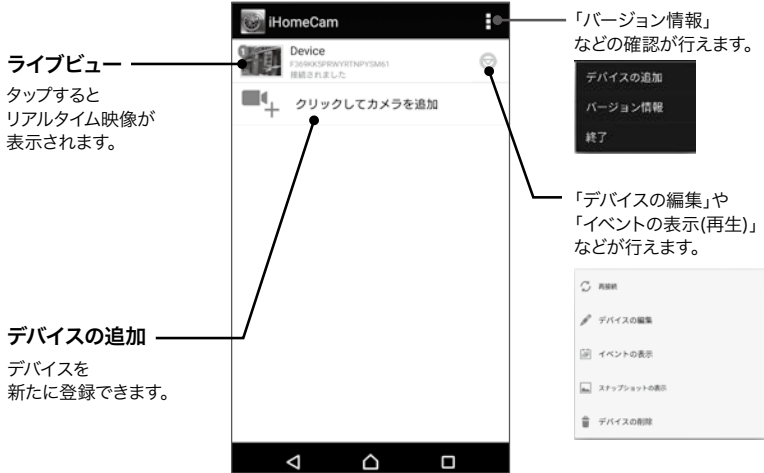 iHomeCam
Device
F369KK5PRWYRTNPYSM61
接続されました
クリックしてカメラを追加
ライブビュー
タップすると
リアルタイム映像が
表示されます。
デバイスの追加
デバイスを
新たに登録できます。
「バージョン情報」
などの確認が行えます。
デバイスの追加
バージョン情報
終了
「デバイスの編集」や
「イベントの表示(再生)」
などが行えます。
再接続
デバイスの編集
イベントの表示
スナップショットの表示
デバイスの削除